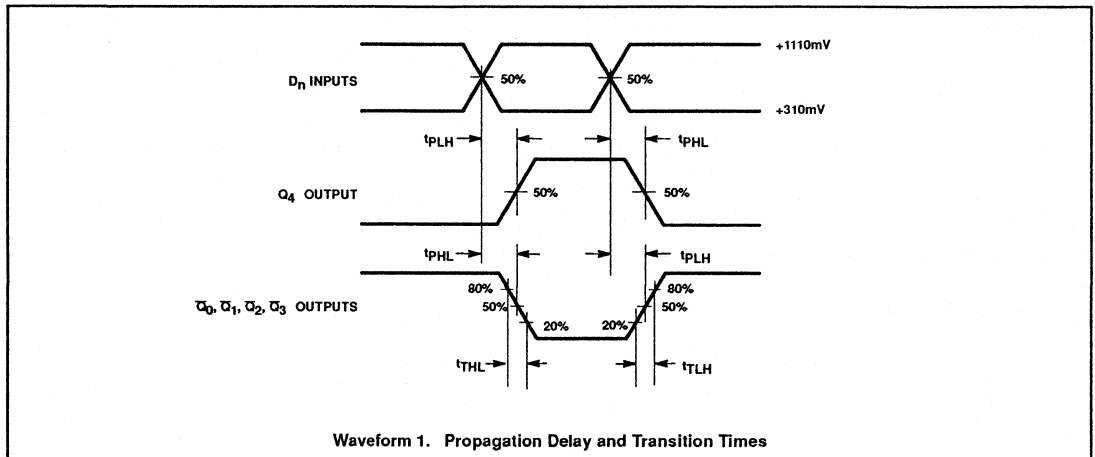 +1110mV
Dn INPUTS 50% 50%
+310mV
tPLH tPHL
Q4 OUTPUT 50% 50%
tPHL tPLH
80% 80%
Q̅0, Q̅1, Q̅2, Q̅3 OUTPUTS 50% 50%
20% 20%
tTHL tTLH
Waveform 1. Propagation Delay and Transition Times